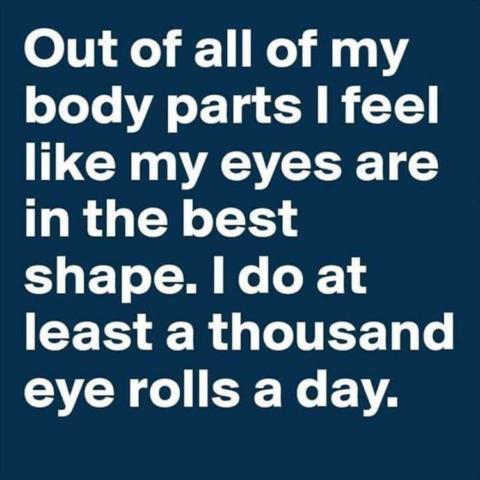 Out of all of my
body parts I feel
like my eyes are
in the best
shape. I do at
least a thousand
eye rolls a day.